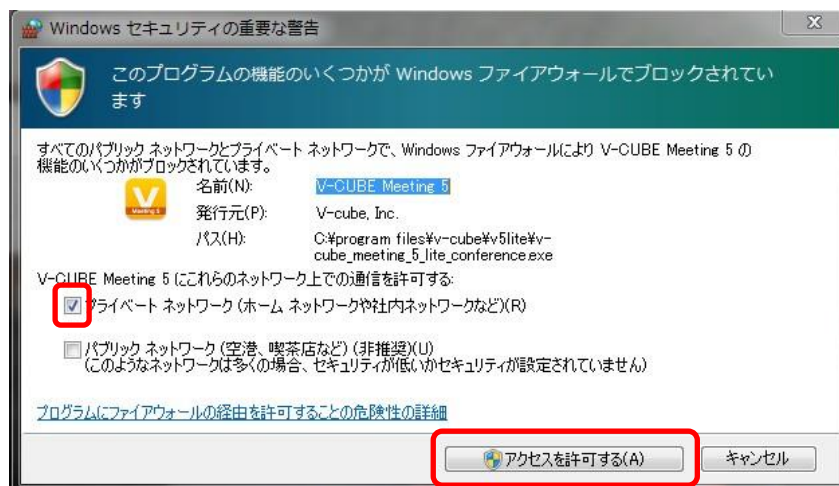 Windows セキュリティの重要な警告
このプログラムの機能のいくつかが Windows ファイアウォールでブロックされてい
ます
すべてのパブリック ネットワークとプライベート ネットワークで、Windows ファイアウォールにより V-CUBE Meeting 5 の
機能のいくつかがブロックされています。
名前(N): V-CUBE Meeting 5
発行元(P): V-cube, Inc.
パス(H): C:¥program files¥v-cube¥v5lite¥v-
cube_meeting_5_lite_conference.exe
V-CUBE Meeting 5 にこれらのネットワーク上での通信を許可する:
プライベート ネットワーク (ホーム ネットワークや社内ネットワークなど)(R)
パブリック ネットワーク (空港、喫茶店など) (非推奨)(U)
(このようなネットワークは多くの場合、セキュリティが低いかセキュリティが設定されていません)
プログラムにファイアウォールの経由を許可することの危険性の詳細
アクセスを許可する(A) キャンセル